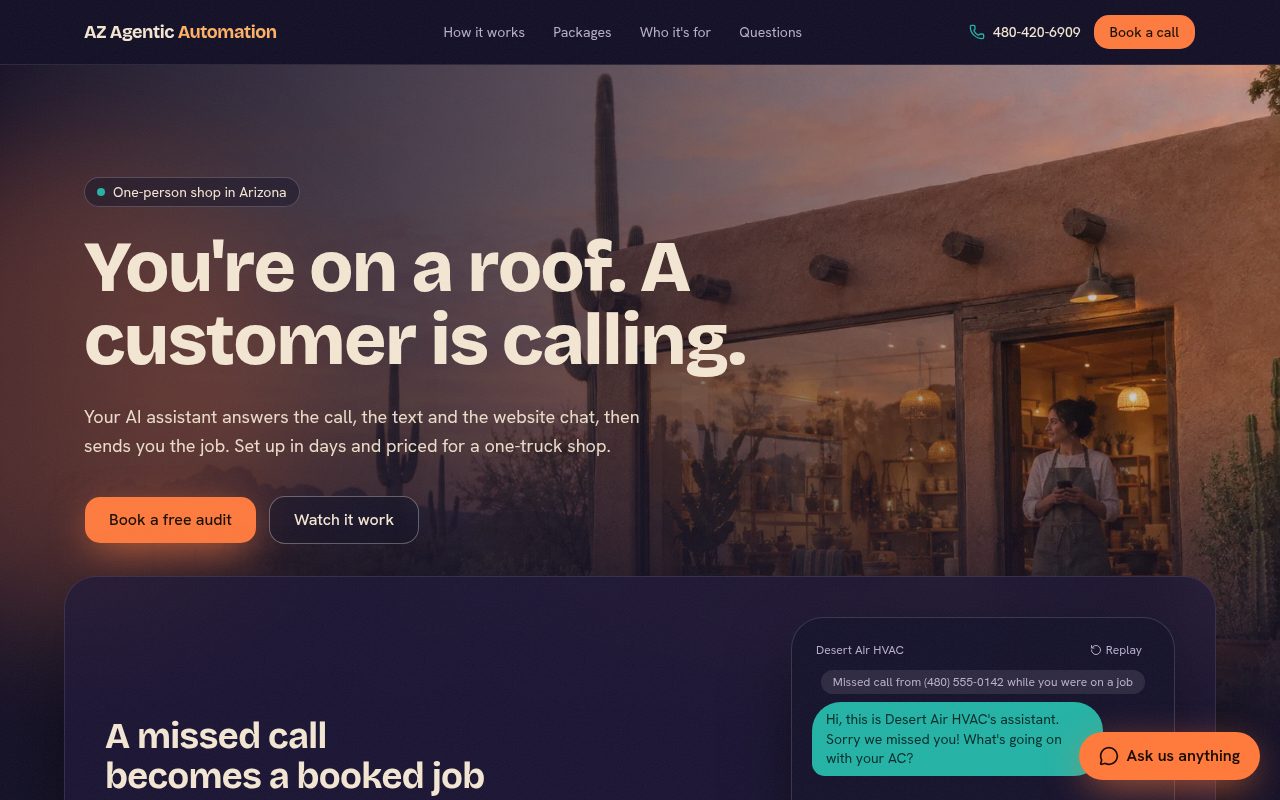 AZ Agentic Automation
How it works
Packages
Who it's for
Questions
480-420-6909
Book a call
One-person shop in Arizona
You're on a roof. A
customer is calling.
Your AI assistant answers the call, the text and the website chat, then
sends you the job. Set up in days and priced for a one-truck shop.
Book a free audit
Watch it work
A missed call
becomes a booked job
Desert Air HVAC
Replay
Missed call from (480) 555-0142 while you were on a job
Hi, this is Desert Air HVAC's assistant.
Sorry we missed you! What's going on
with your AC?
Ask us anything